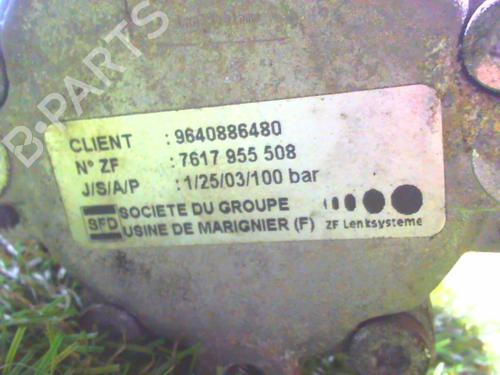 B-PARTS
CLIENT : 9640886480
N° ZF : 7617 955 508
J/S/A/P : 1/25/03/100 bar
SFD SOCIETE DU GROUPE
USINE DE MARIGNIER (F) ZF Lenksysteme